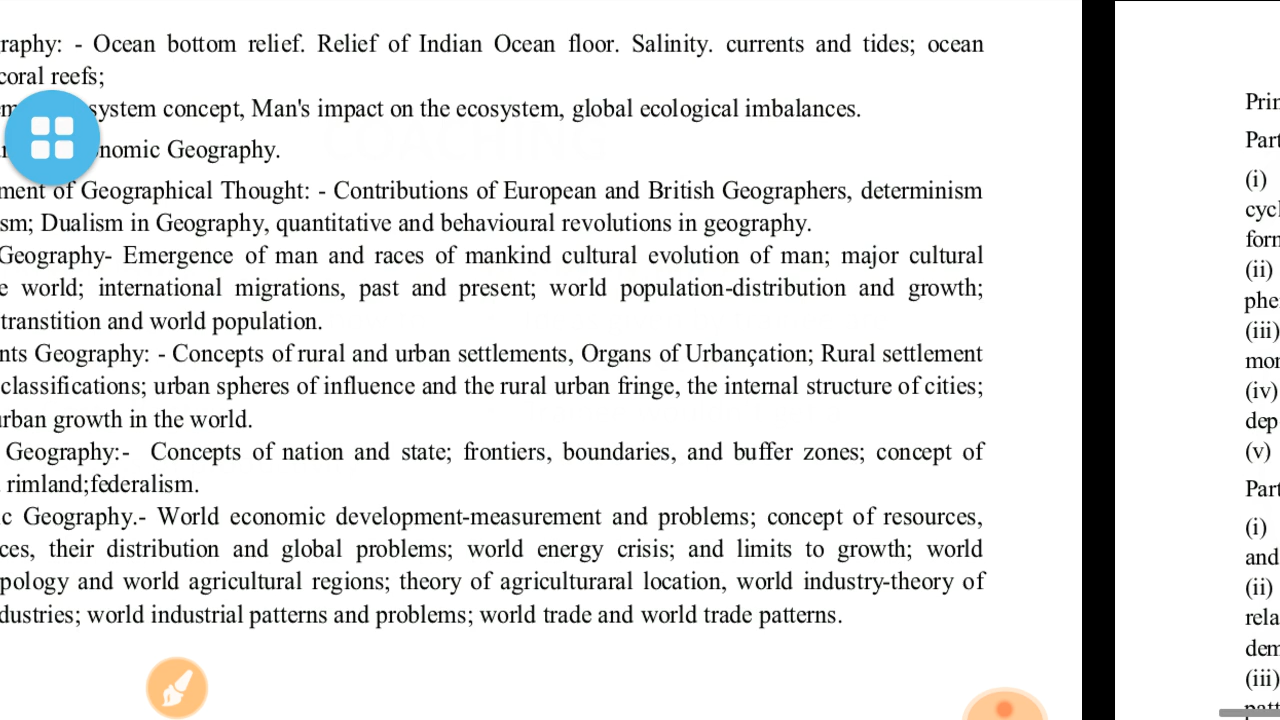 raphy: - Ocean bottom relief. Relief of Indian Ocean floor. Salinity. currents and tides; ocean
coral reefs;
system concept, Man's impact on the ecosystem, global ecological imbalances.
nomic Geography.
ment of Geographical Thought: - Contributions of European and British Geographers, determinism
sm; Dualism in Geography, quantitative and behavioural revolutions in geography.
Geography- Emergence of man and races of mankind cultural evolution of man; major cultural
e world; international migrations, past and present; world population-distribution and growth;
transtition and world population.
nts Geography: - Concepts of rural and urban settlements, Organs of Urbançation; Rural settlement
classifications; urban spheres of influence and the rural urban fringe, the internal structure of cities;
urban growth in the world.
Geography:- Concepts of nation and state; frontiers, boundaries, and buffer zones; concept of
rimland;federalism.
c Geography.- World economic development-measurement and problems; concept of resources,
ces, their distribution and global problems; world energy crisis; and limits to growth; world
pology and world agricultural regions; theory of agriculturaral location, world industry-theory of
dustries; world industrial patterns and problems; world trade and world trade patterns.
Prin
Part
(i)
cycl
forn
(ii)
phe
(iii)
mor
(iv)
dep
(v)
Part
(i)
and
(ii)
rela
dem
(iii)